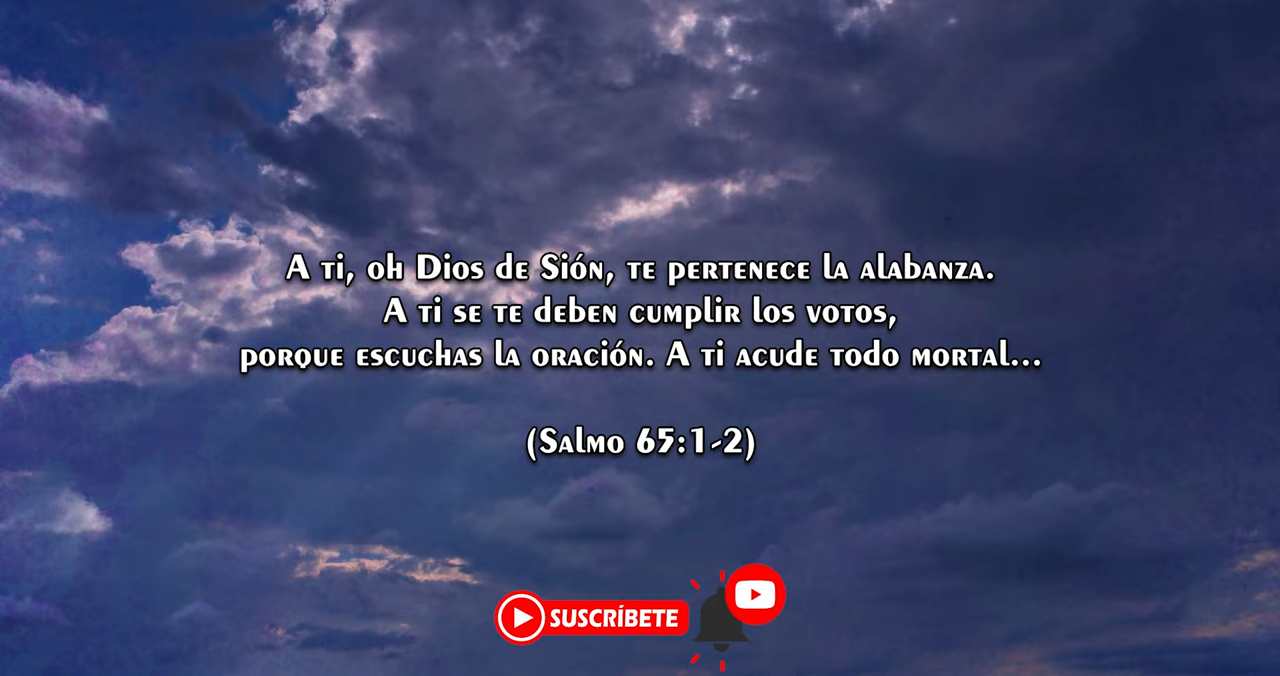 A ti, oh Dios de Sión, te pertenece la alabanza.
A ti se te deben cumplir los votos,
porque escuchas la oración. A ti acude todo mortal...
(Salmo 65:1-2)
SUSCRÍBETE